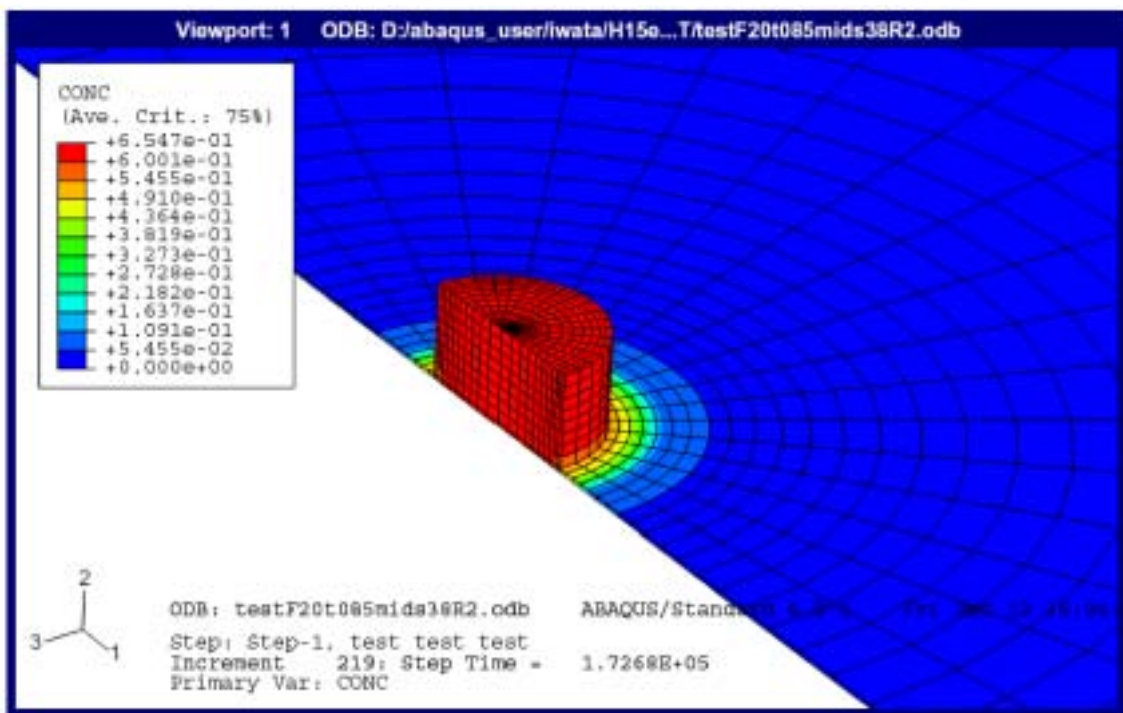 Viewport: 1 ODB: D:/abaqus_user/iwata/H15e...T/testF20t085mids38R2.odb
CONC
(Ave. Crit.: 75%)
+6.547e-01
+6.001e-01
+5.455e-01
+4.910e-01
+4.364e-01
+3.819e-01
+3.273e-01
+2.728e-01
+2.182e-01
+1.637e-01
+1.091e-01
+5.455e-02
+0.000e+00
2
3
1
ODB: testF20t085mids38R2.odb ABAQUS/Standard
Step: Step-1, test test test
Increment 219: Step Time = 1.7268E+05
Primary Var: CONC